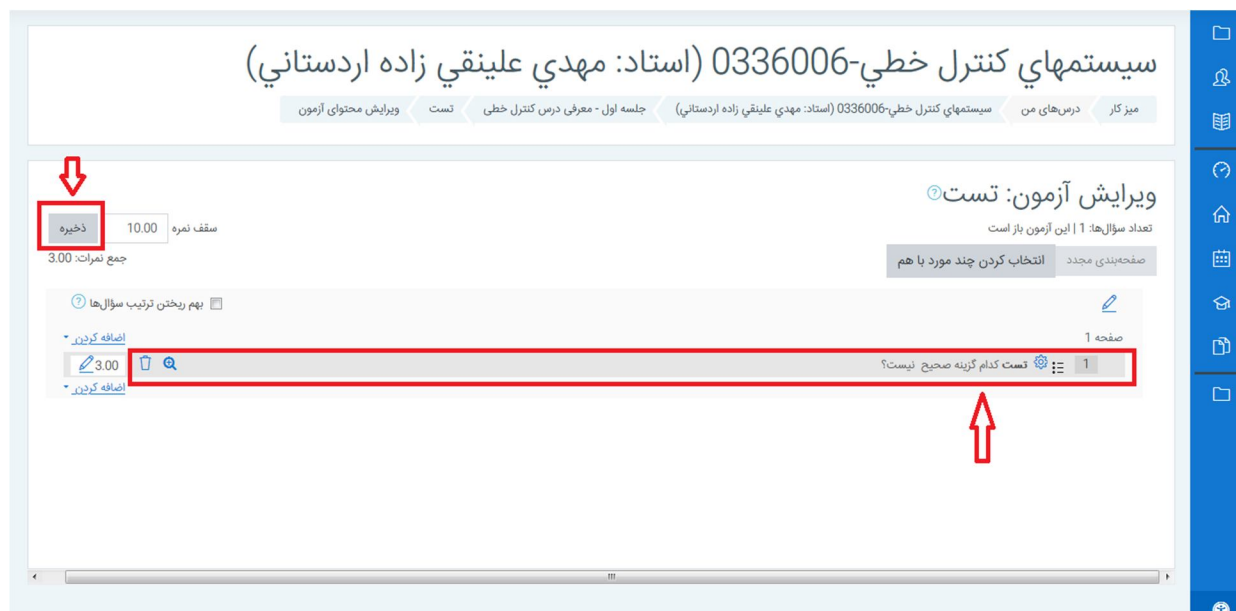 سيستمهاي كنترل خطي-0336006 (استاد: مهدي علينقي زاده اردستاني)
میز کار درس‌های من سيستمهاي كنترل خطي-0336006 (استاد: مهدي علينقي زاده اردستاني) جلسه اول - معرفی درس کنترل خطی تست ویرایش محتوای آزمون
ویرایش آزمون: تست
تعداد سؤال‌ها: 1 | این آزمون باز است
سقف نمره 10.00 ذخیره
صفحه‌بندی مجدد انتخاب کردن چند مورد با هم
جمع نمرات: 3.00
بهم ریختن ترتیب سؤال‌ها
صفحه 1
اضافه کردن
1 تست کدام گزینه صحیح نیست؟ 3.00
اضافه کردن